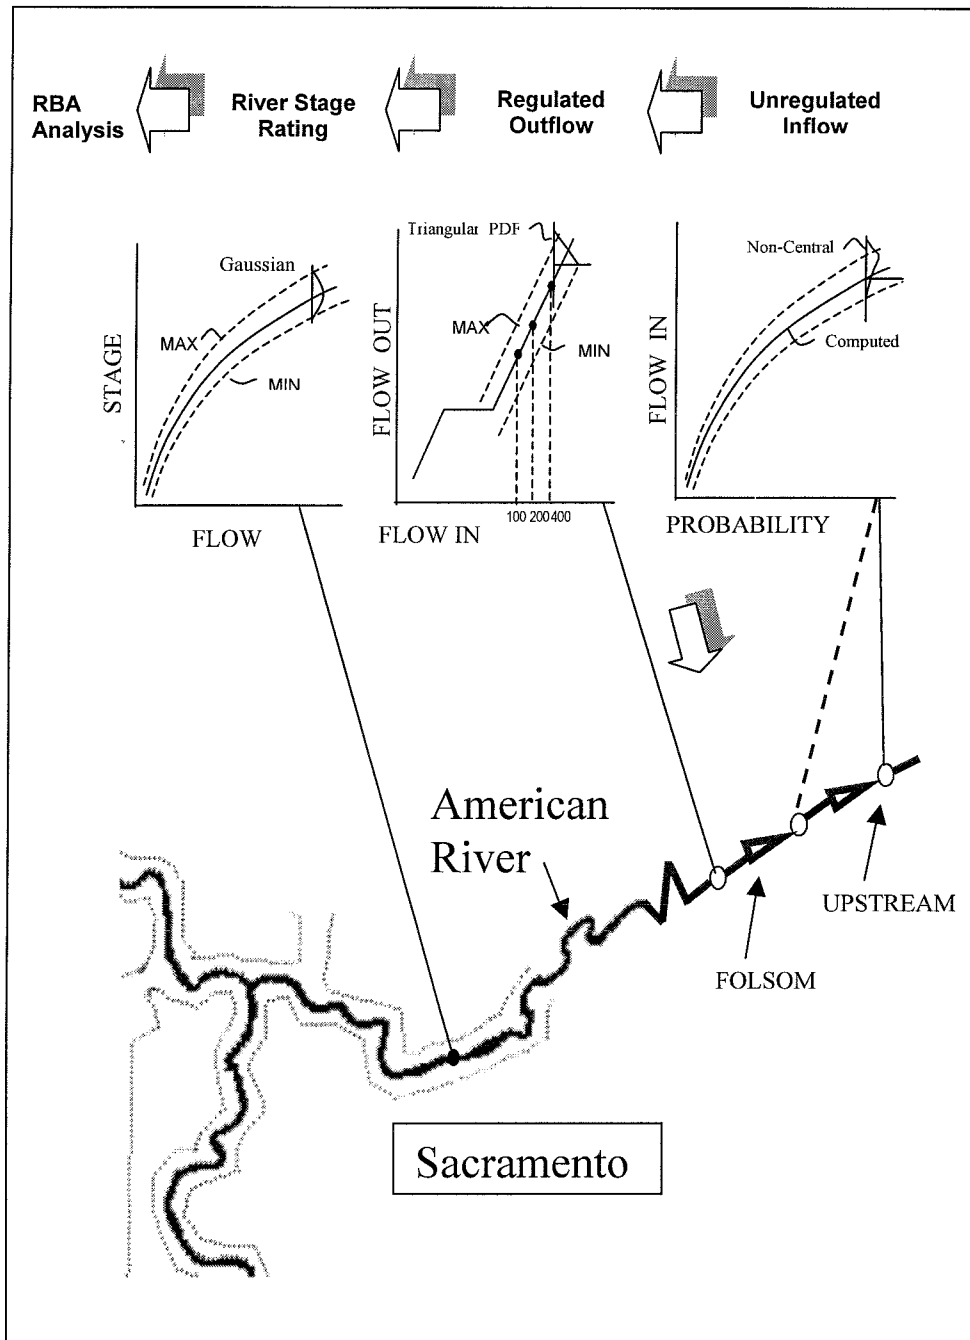 RBA
Analysis
River Stage
Rating
Regulated
Outflow
Unregulated
Inflow
Gaussian
MAX
MIN
STAGE
FLOW
Triangular PDF
MAX
MIN
FLOW OUT
100 200 400
FLOW IN
Non-Central
Computed
FLOW IN
PROBABILITY
American
River
UPSTREAM
FOLSOM
Sacramento